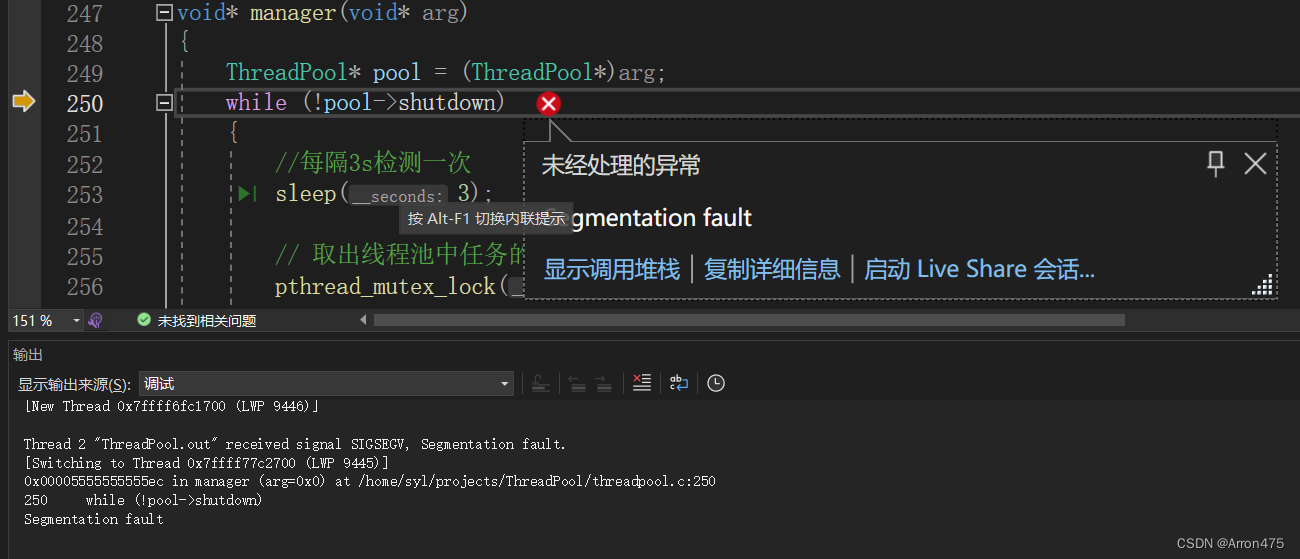 247 void* manager(void* arg)
248 {
249 ThreadPool* pool = (ThreadPool*)arg;
250 while (!pool->shutdown)
251 {
252 //每隔3s检测一次
253 sleep(__seconds: 3);
254
255 // 取出线程池中任务的
256 pthread_mutex_lock(
按 Alt-F1 切换内联提示
未经处理的异常
Segmentation fault
显示调用堆栈 | 复制详细信息 | 启动 Live Share 会话...
151 % 未找到相关问题
输出
显示输出来源(S): 调试
[New Thread 0x7ffff6fc1700 (LWP 9446)]
Thread 2 "ThreadPool.out" received signal SIGSEGV, Segmentation fault.
[Switching to Thread 0x7ffff77c2700 (LWP 9445)]
0x00005555555555ec in manager (arg=0x0) at /home/syl/projects/ThreadPool/threadpool.c:250
250 while (!pool->shutdown)
Segmentation fault
CSDN @Arron475